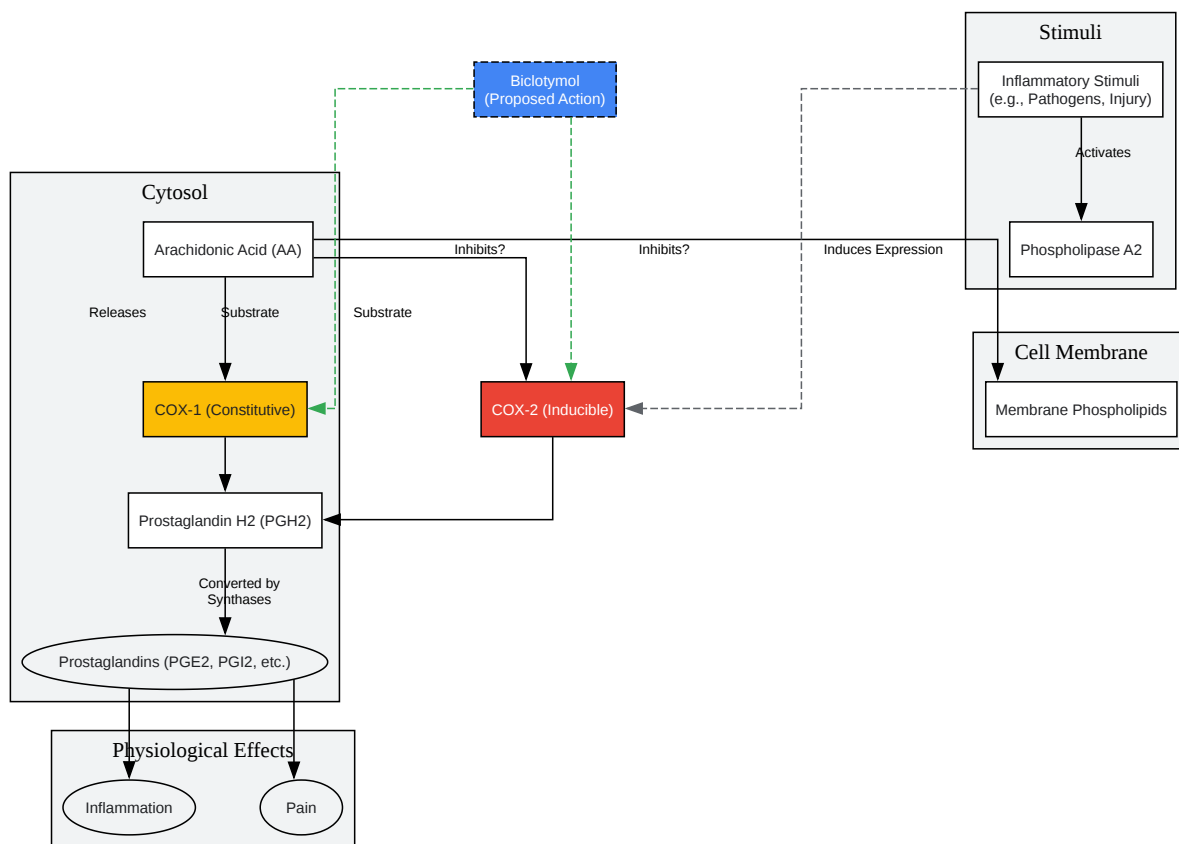 Stimuli
Biclotymol
(Proposed Action)
Inflammatory Stimuli
(e.g., Pathogens, Injury)
Activates
Cytosol
Arachidonic Acid (AA)
Inhibits?
Inhibits?
Induces Expression
Phospholipase A2
Releases
Substrate
Substrate
Cell Membrane
COX-1 (Constitutive)
COX-2 (Inducible)
Membrane Phospholipids
Prostaglandin H2 (PGH2)
Converted by
Synthases
Prostaglandins (PGE2, PGI2, etc.)
Physiological Effects
Inflammation
Pain